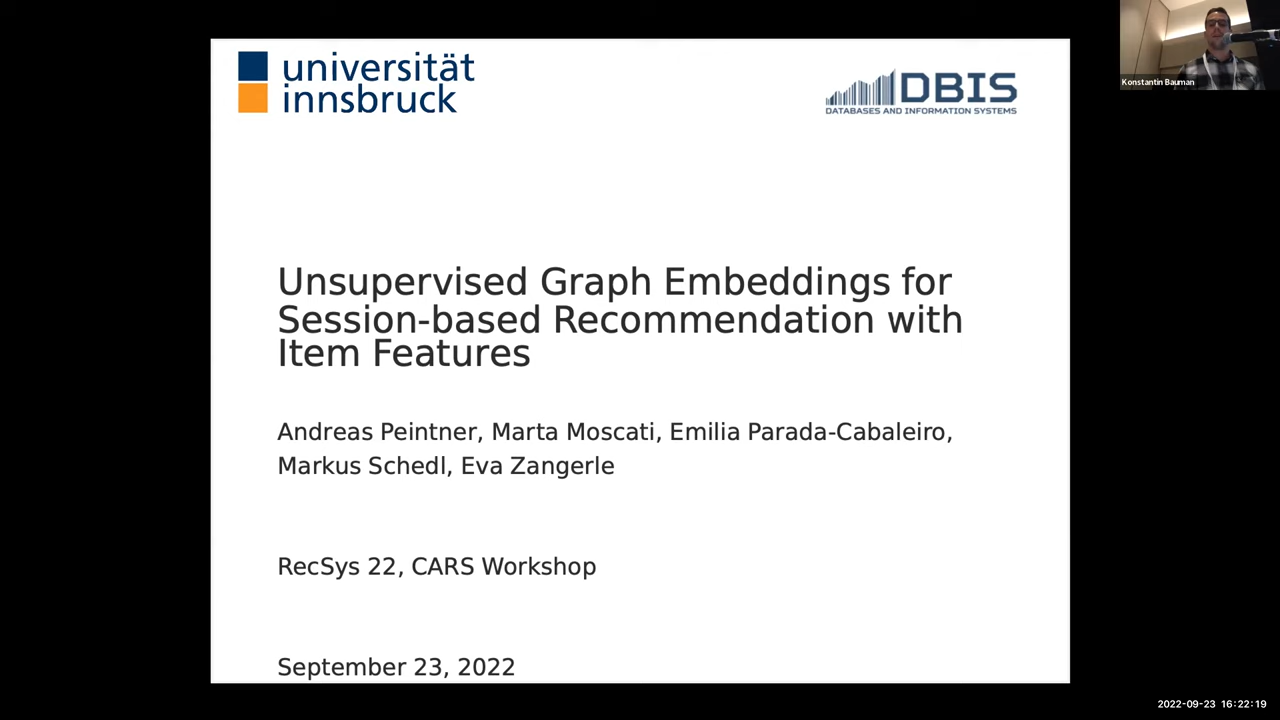 universität
innsbruck
DBIS
DATABASES AND INFORMATION SYSTEMS
Konstantin Bauman
Unsupervised Graph Embeddings for
Session-based Recommendation with
Item Features
Andreas Peintner, Marta Moscati, Emilia Parada-Cabaleiro,
Markus Schedl, Eva Zangerle
RecSys 22, CARS Workshop
September 23, 2022
2022-09-23 16:22:19